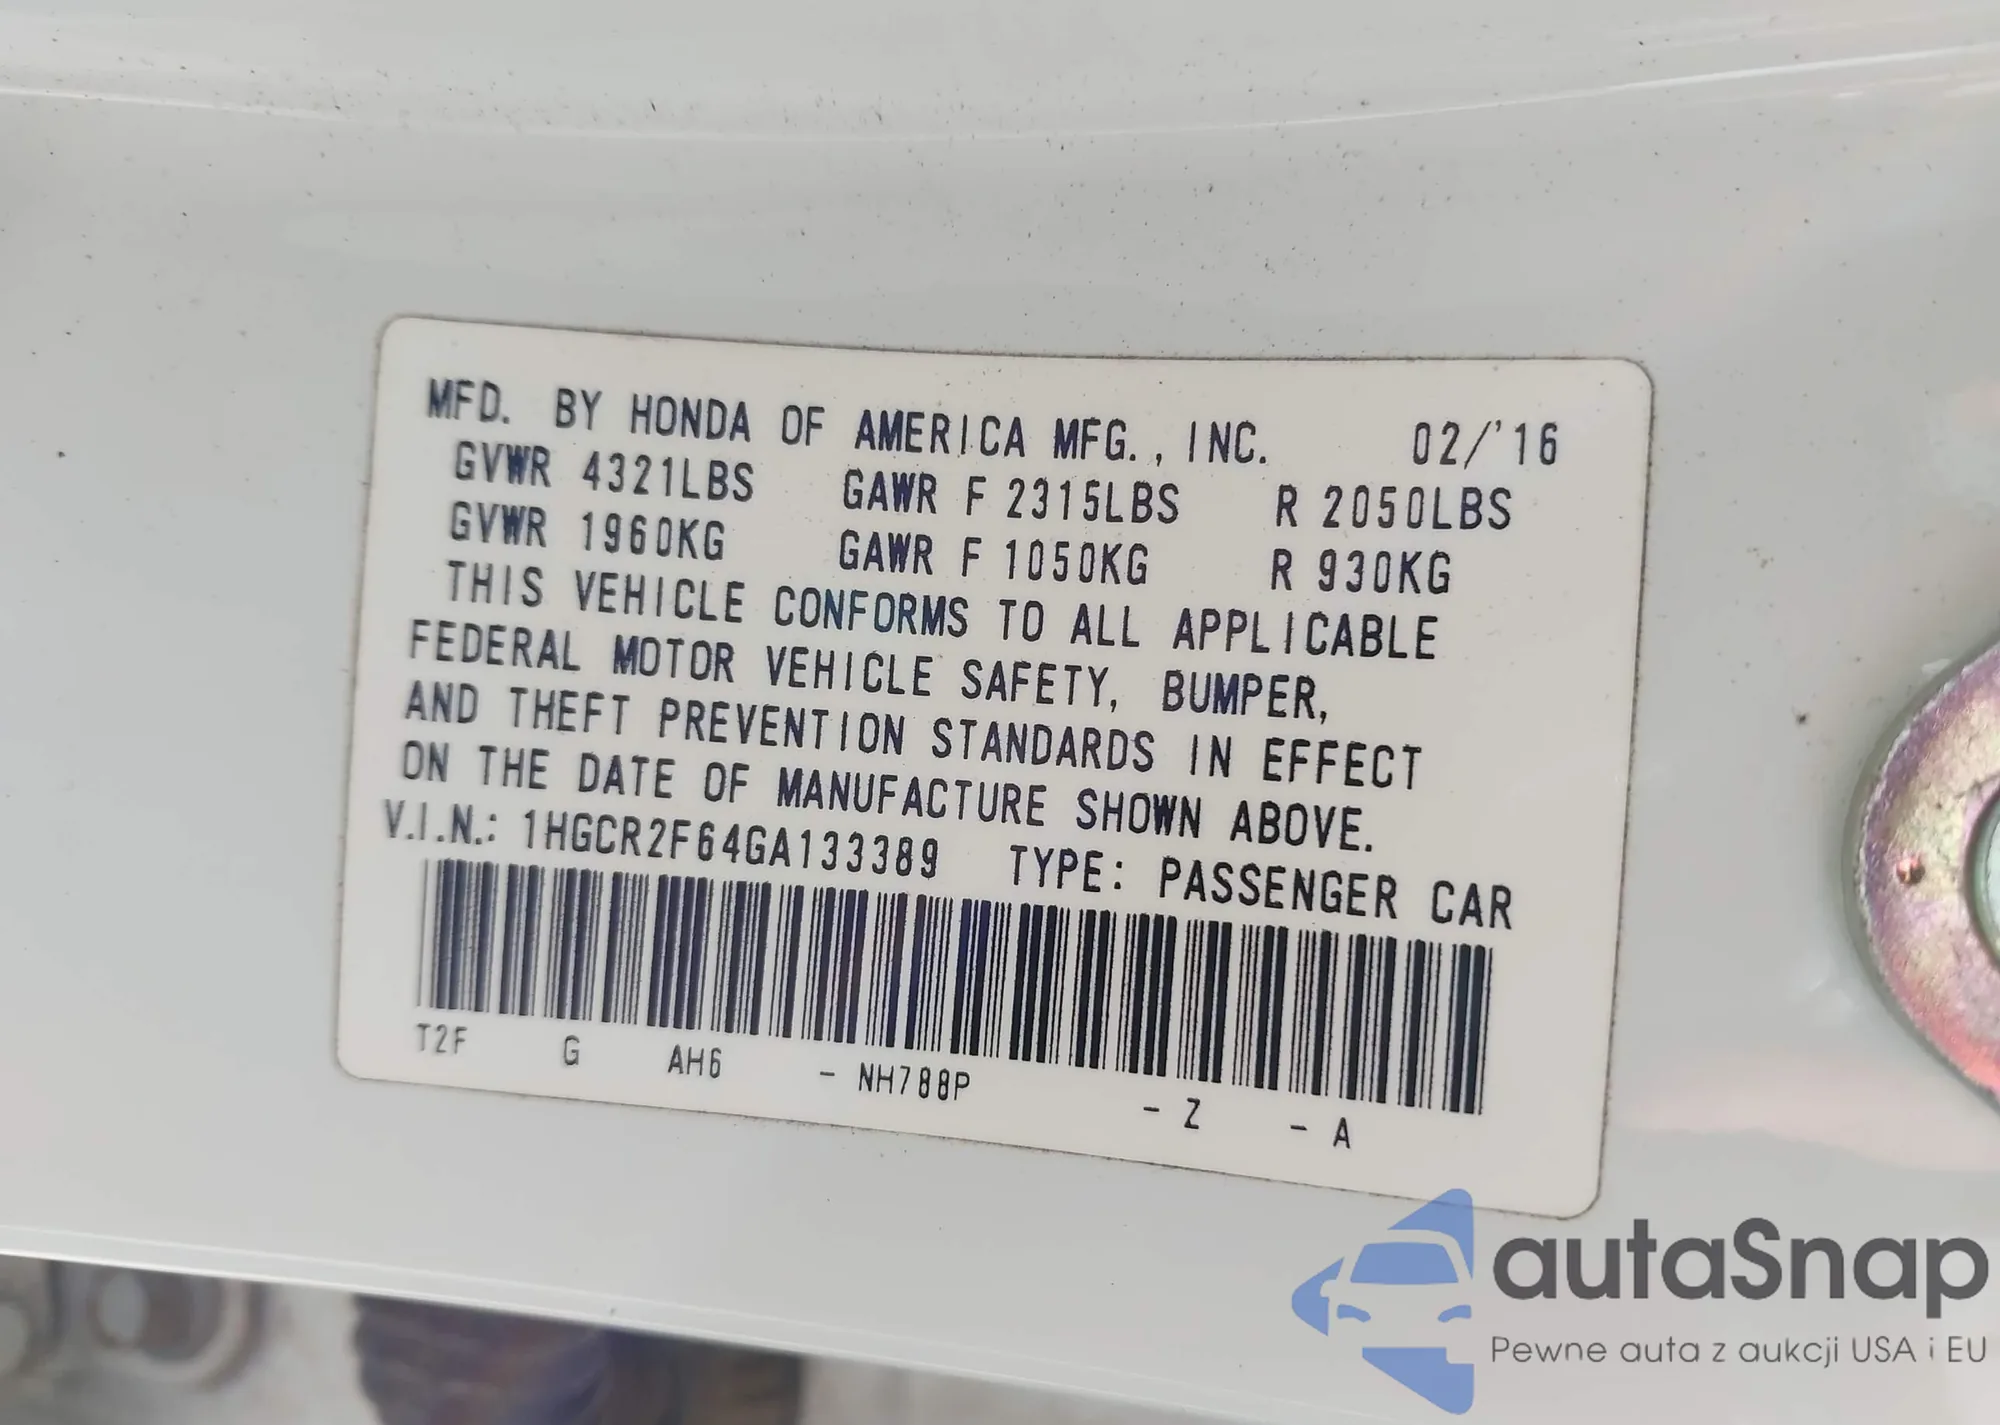 MFD. BY HONDA OF AMERICA MFG., INC. 02/'16
GVWR 4321LBS GAWR F 2315LBS R 2050LBS
GVWR 1960KG GAWR F 1050KG R 930KG
THIS VEHICLE CONFORMS TO ALL APPLICABLE
FEDERAL MOTOR VEHICLE SAFETY, BUMPER,
AND THEFT PREVENTION STANDARDS IN EFFECT
ON THE DATE OF MANUFACTURE SHOWN ABOVE.
V.I.N.: 1HGCR2F64GA133389 TYPE: PASSENGER CAR
T2F G AH6 - NH788P - Z - A
autaSnap
Pewne auta z aukcji USA i EU